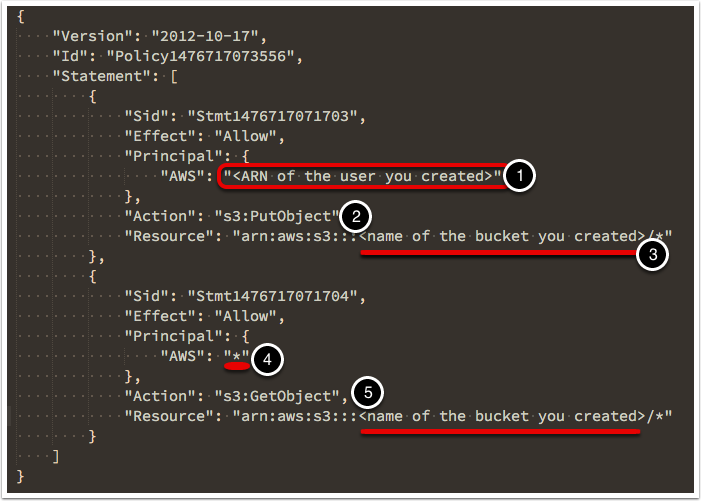 {
"Version": "2012-10-17",
"Id": "Policy1476717073556",
"Statement": [
{
"Sid": "Stmt1476717071703",
"Effect": "Allow",
"Principal": {
"AWS": "<ARN of the user you created>" 1
},
"Action": "s3:PutObject" 2
"Resource": "arn:aws:s3:::<name of the bucket you created>/*" 3
},
{
"Sid": "Stmt1476717071704",
"Effect": "Allow",
"Principal": {
"AWS": "*" 4
},
"Action": "s3:GetObject", 5
"Resource": "arn:aws:s3:::<name of the bucket you created>/*"
}
]
}